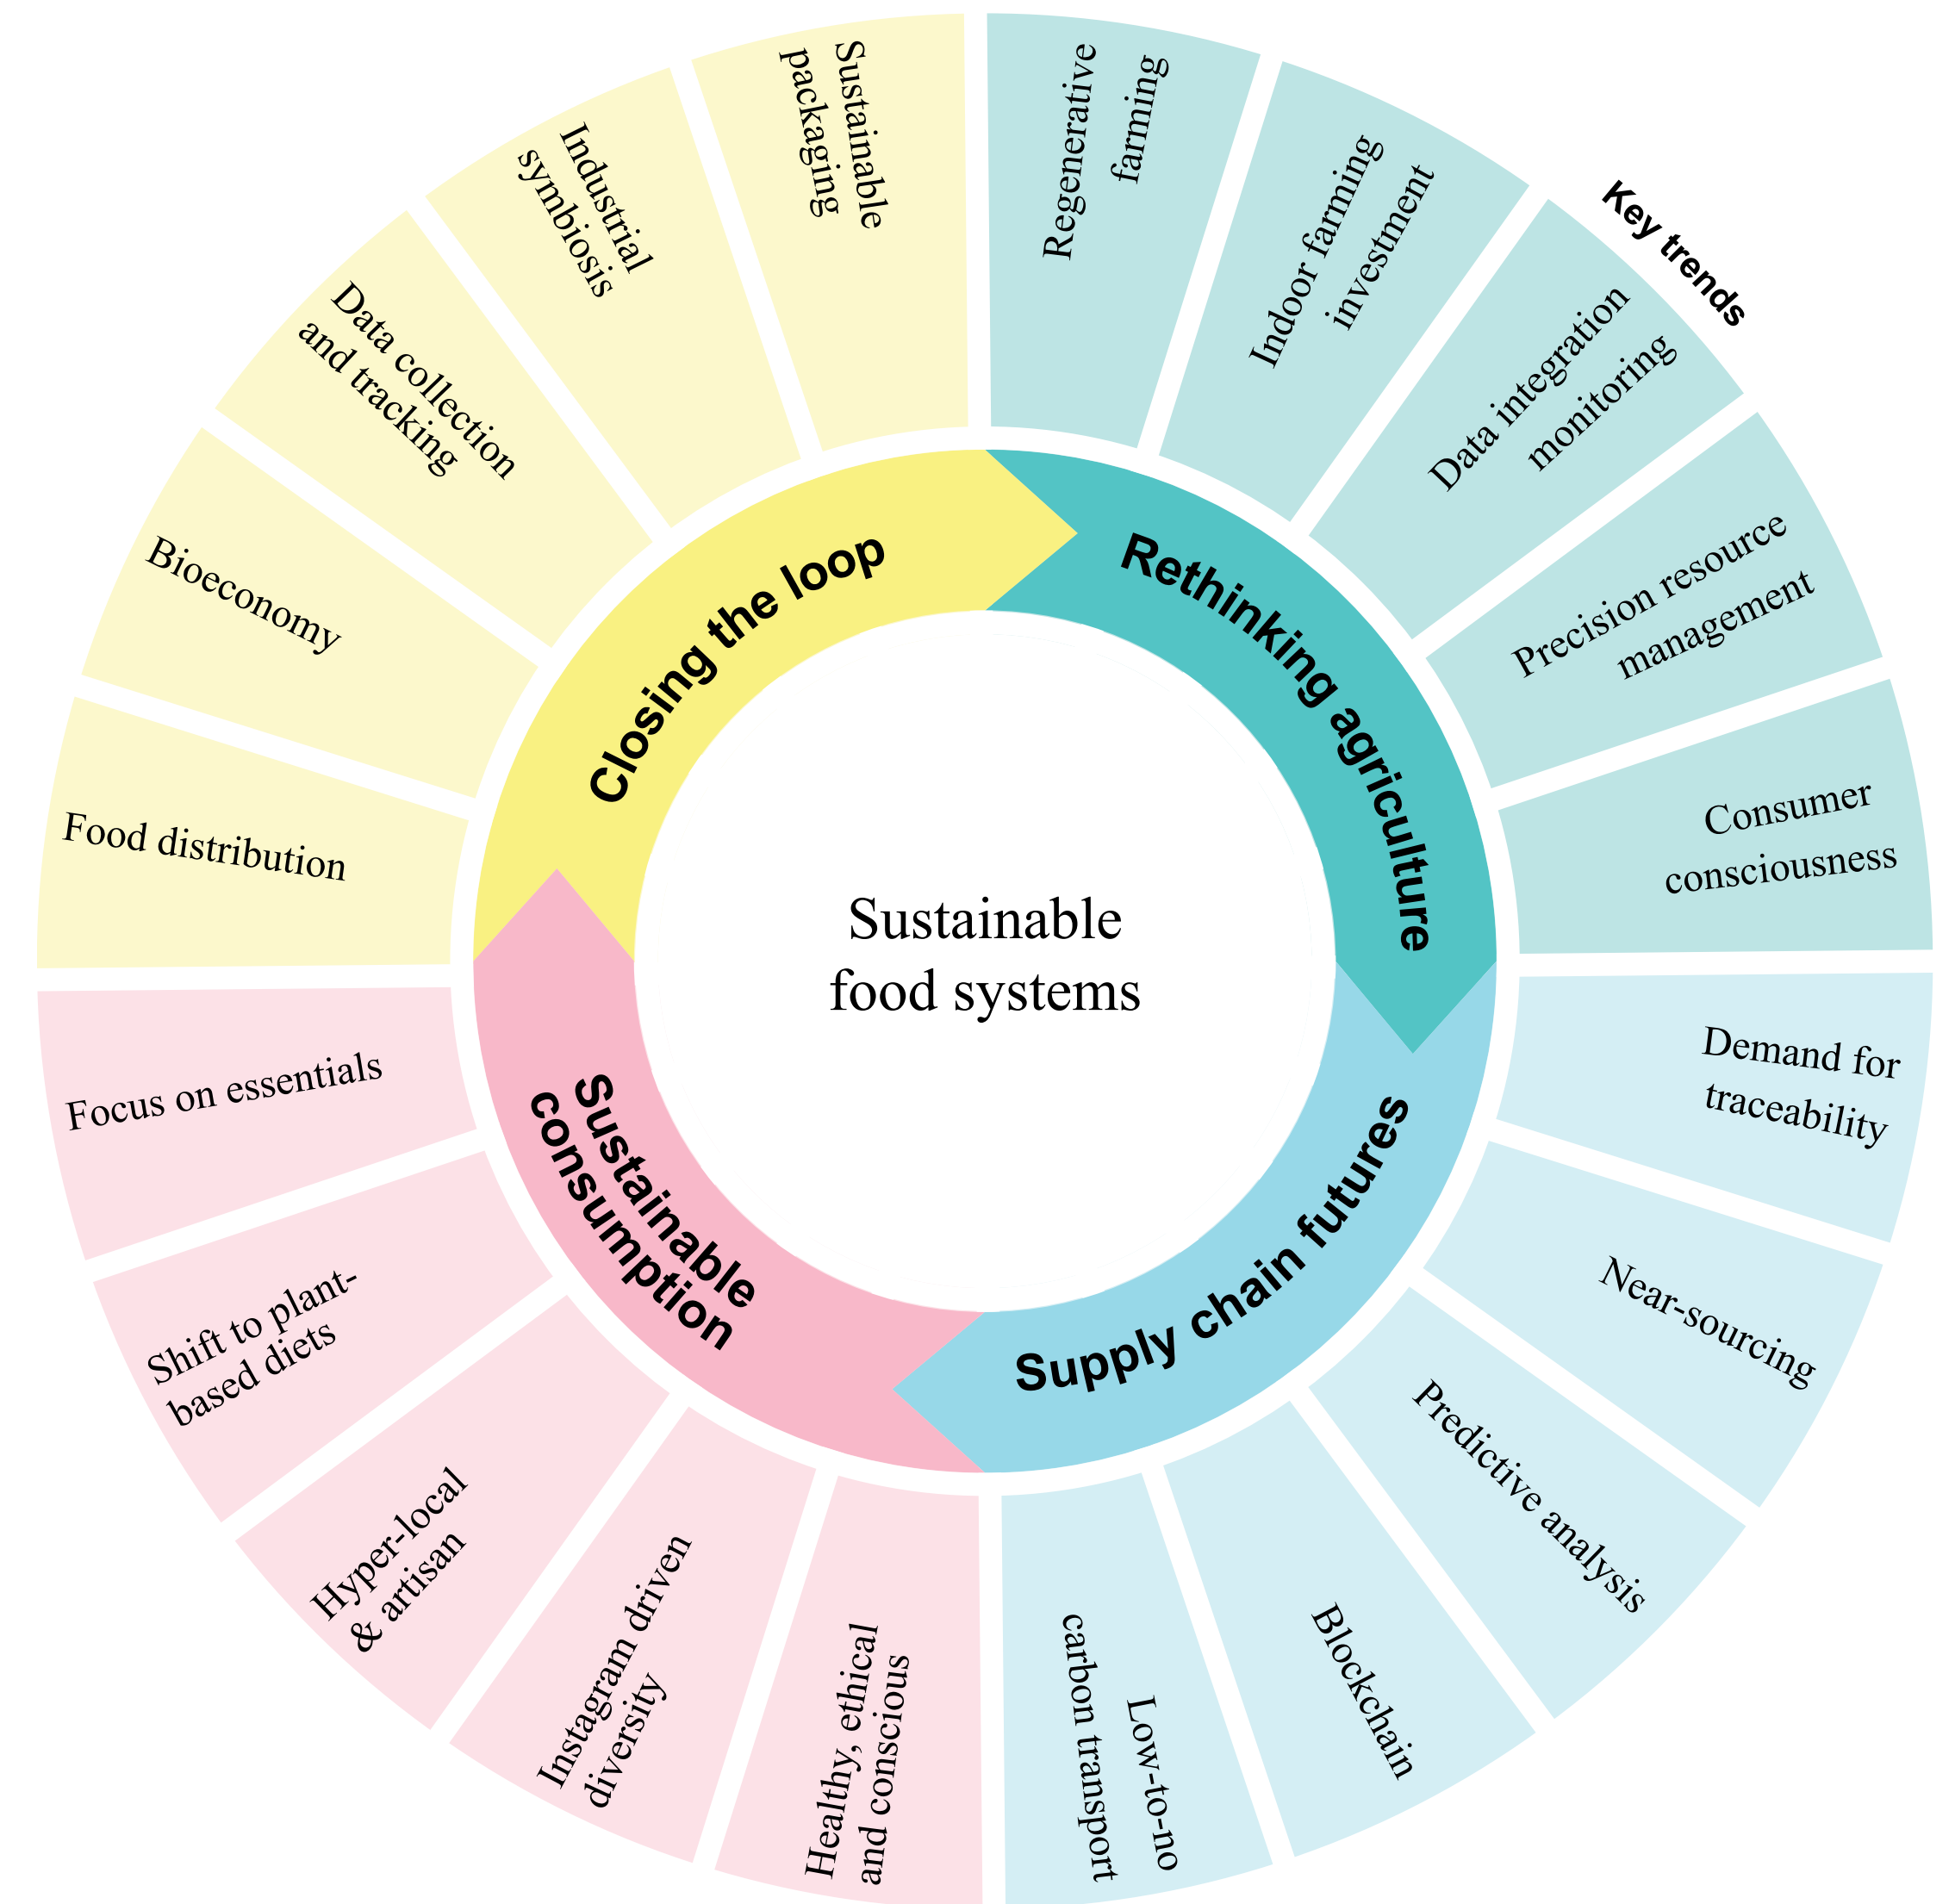 Key trends
Regenerative
farming
Indoor farming
investment
Data integration
monitoring
Precision resource
management
Consumer
consciousness
Demand for
traceability
Near-sourcing
Predictive analysis
Blockchain
Low-to-no
carbon transport
Healthy, ethical
and conscious
Instagram driven
diversity
Hyper-local
& artisan
Shift to plant-
based diets
Focus on essentials
Food distribution
Bioeconomy
Data collection
and tracking
Industrial
symbiosis
Sustainable
packaging
Rethinking agriculture
Supply chain futures
Sustainable
consumption
Closing the loop
Sustainable
food systems